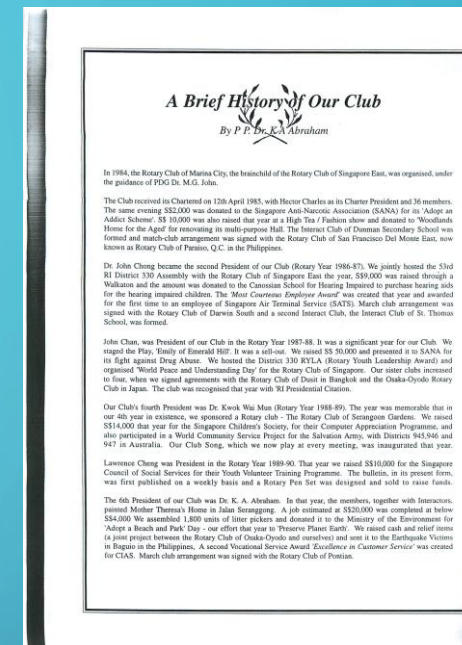 A Brief History of Our Club
By P P. Dr. K A Abraham
In 1984, the Rotary Club of Marina City, the brainchild of the Rotary Club of Singapore East, was organised, under
the guidance of PDG Dr. M.G. John.
The Club received its Chartered on 12th April 1985, with Hector Charles as its Charter President and 36 members.
The same evening S$2,000 was donated to the Singapore Anti-Narcotic Association (SANA) for its 'Adopt an
Addict Scheme'. S$ 10,000 was also raised that year at a High Tea / Fashion show and donated to 'Woodlands
Home for the Aged' for renovating its multi-purpose Hall. The Interact Club of Dunman Secondary School was
formed and match-club arrangement was signed with the Rotary Club of San Francisco Del Monte East, now
known as Rotary Club of Paraiso, Q.C. in the Philippines.
Dr. John Chong became the second President of our Club (Rotary Year 1986-87). We jointly hosted the 53rd
RI District 330 Assembly with the Rotary Club of Singapore East the year, S$9,000 was raised through a
Walkaton and the amount was donated to the Canossian School for Hearing Impaired to purchase hearing aids
for the hearing impaired children. The 'Most Courteous Employee Award' was created that year and awarded
for the first time to an employee of Singapore Air Terminal Service (SATS). March club arrangement was
signed with the Rotary Club of Darwin South and a second Interact Club, the Interact Club of St. Thomas
School, was formed.
John Chan, was President of our Club in the Rotary Year 1987-88. It was a significant year for our Club. We
staged the Play, 'Emily of Emerald Hill'. It was a sell-out. We raised S$ 50,000 and presented it to SANA for
its fight against Drug Abuse. We hosted the District 330 RYLA (Rotary Youth Leadership Award) and
organised 'World Peace and Understanding Day' for the Rotary Club of Singapore. Our sister clubs increased
to four, when we signed agreements with the Rotary Club of Dusit in Bangkok and the Osaka-Oyodo Rotary
Club in Japan. The club was recognised that year with 'RI Presidential Citation.
Our Club's fourth President was Dr. Kwok Wai Mun (Rotary Year 1988-89). The year was memorable that in
our 4th year in existence, we sponsored a Rotary club - The Rotary Club of Serangoon Gardens. We raised
S$14,000 that year for the Singapore Children's Society, for their Computer Appreciation Programme, and
also participated in a World Community Service Project for the Salvation Army, with Districts 945,946 and
947 in Australia. Our Club Song, which we now play at every meeting, was inaugurated that year.
Lawrence Cheng was President in the Rotary Year 1989-90. That year we raised S$10,000 for the Singapore
Council of Social Services for their Youth Volunteer Training Programme. The bulletin, in its present form,
was first published on a weekly basis and a Rotary Pen Set was designed and sold to raise funds.
The 6th President of our Club was Dr. K. A. Abraham. In that year, the members, together with Interactors,
painted Mother Theresa's Home in Jalan Seranggong. A job estimated at S$20,000 was completed at below
S$4,000 We assembled 1,800 units of litter pickers and donated it to the Ministry of the Environment for
'Adopt a Beach and Park' Day - our effort that year to 'Preserve Planet Earth'. We raised cash and relief items
(a joint project between the Rotary Club of Osaka-Oyodo and ourselves) and sent it to the Earthquake Victims
in Baguio in the Philippines, A second Vocational Service Award 'Excellence in Customer Service' was created
for CIAS. March club arrangement was signed with the Rotary Club of Pontian.